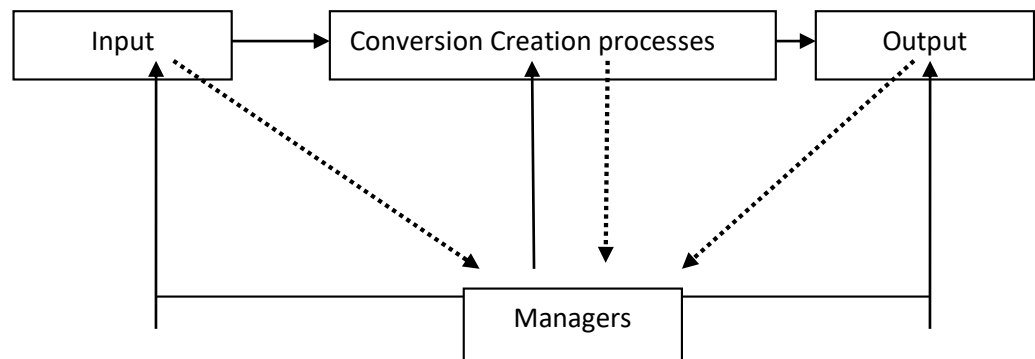 Input
Conversion Creation processes
Output
Managers